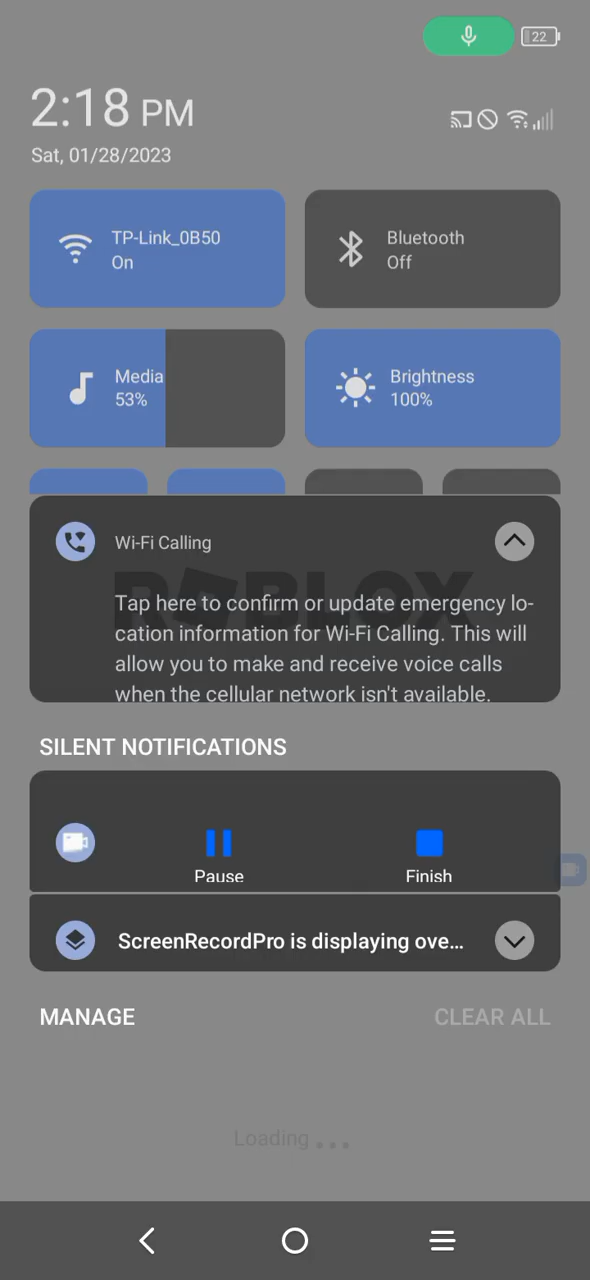 22
2:18 PM
Sat, 01/28/2023
TP-Link_0B50
On
Bluetooth
Off
Media
53%
Brightness
100%
Wi-Fi Calling
ROBLOX
Tap here to confirm or update emergency lo-
cation information for Wi-Fi Calling. This will
allow you to make and receive voice calls
when the cellular network isn't available.
SILENT NOTIFICATIONS
Pause
Finish
ScreenRecordPro is displaying ove...
MANAGE
CLEAR ALL
Loading...